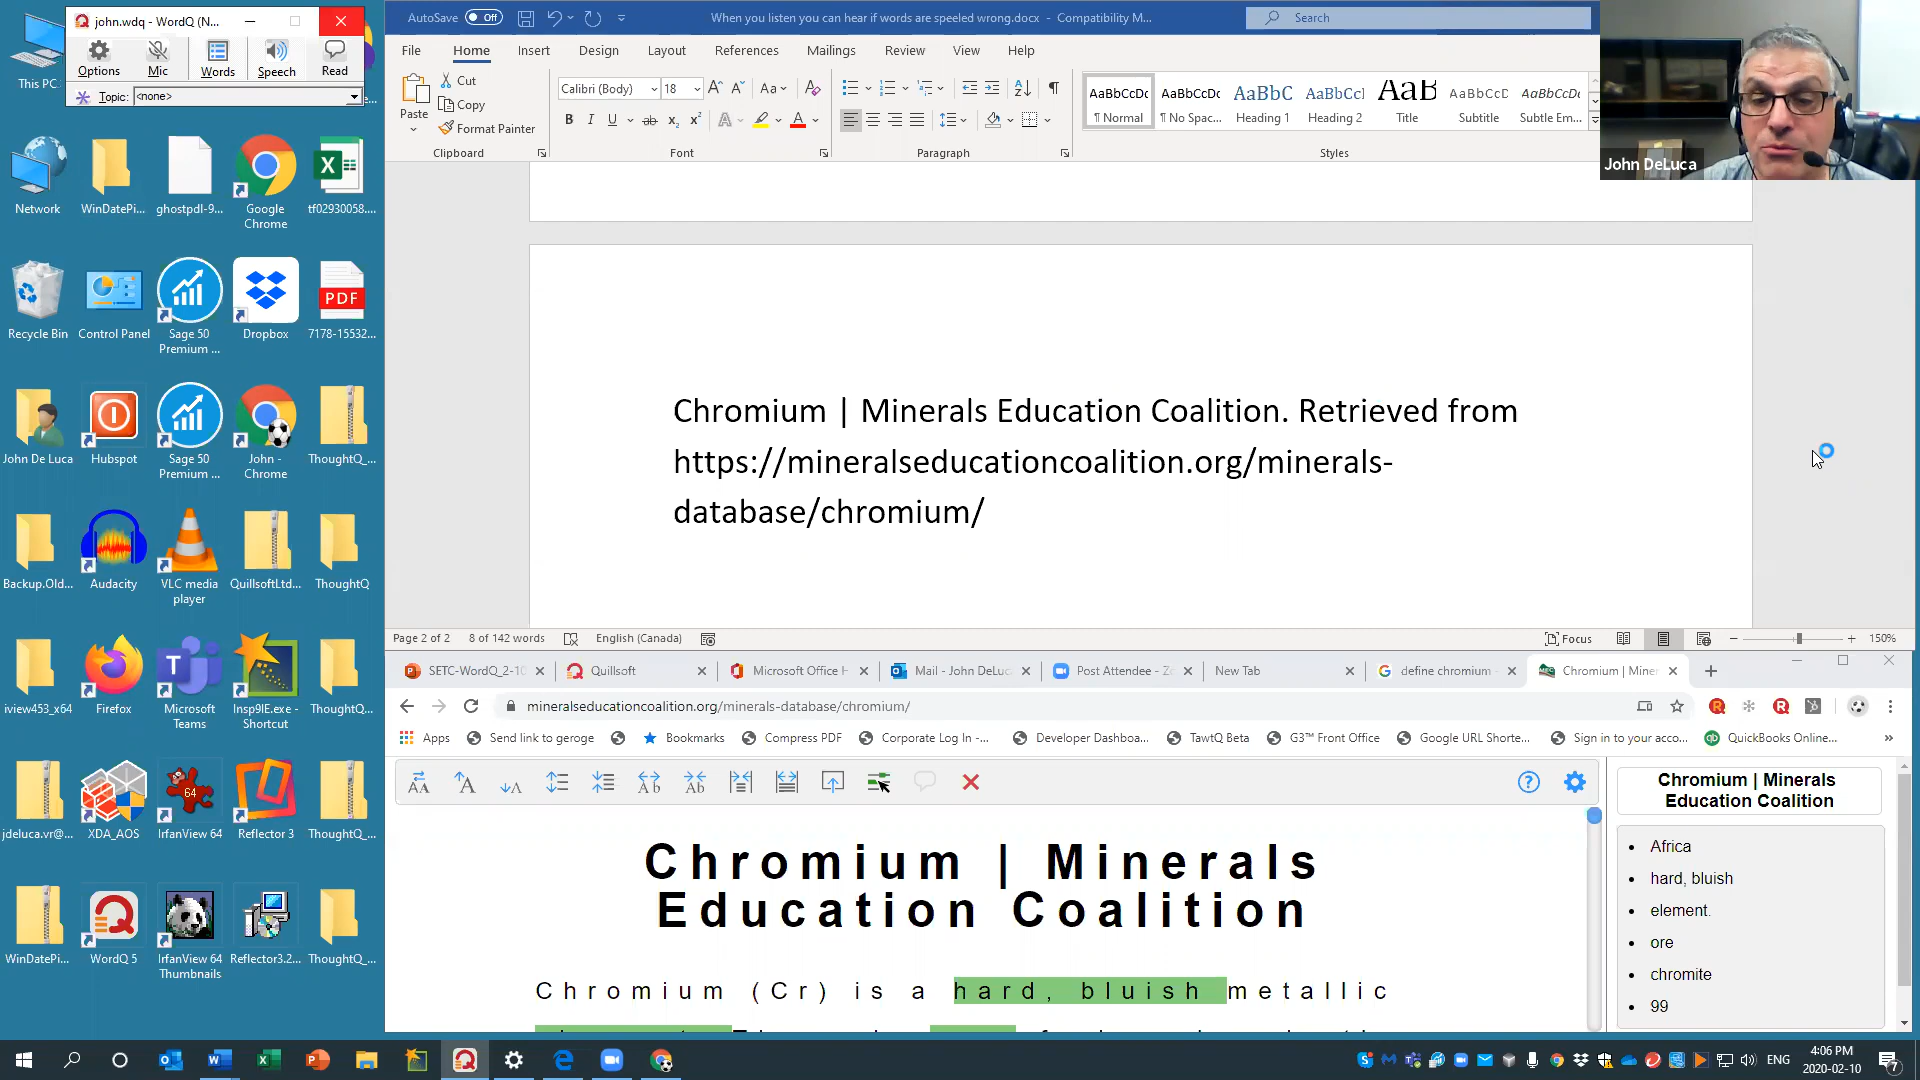 john.wdq - WordQ (N...
Options Mic Words Speech Read
Topic: <none>
AutoSave Off
When you listen you can hear if words are speeled wrong.docx - Compatibility M...
Search
File Home Insert Design Layout References Mailings Review View Help
Paste
Cut
Copy
Format Painter
Clipboard
Calibri (Body) 18
Font
Paragraph
AaBbCcDc AaBbCcDc AaBbC AaBbCcI AaB AaBbCcD AaBbCcDc
¶ Normal ¶ No Spac... Heading 1 Heading 2 Title Subtitle Subtle Em...
Styles
John DeLuca
Chromium | Minerals Education Coalition. Retrieved from
https://mineralseducationcoalition.org/minerals-
database/chromium/
Page 2 of 2 8 of 142 words English (Canada) Focus 150%
SETC-WordQ_2-10 Quillsoft Microsoft Office H Mail - John DeLuc Post Attendee - Zo New Tab define chromium - Chromium | Miner
mineralseducationcoalition.org/minerals-database/chromium/
Apps Send link to geroge Bookmarks Compress PDF Corporate Log In -... Developer Dashboa... TawtQ Beta G3™ Front Office Google URL Shorte... Sign in to your acco... QuickBooks Online...
Chromium | Minerals
Education Coalition
Chromium (Cr) is a hard, bluish metallic
Chromium | Minerals
Education Coalition
Africa
hard, bluish
element.
ore
chromite
99
This PC
Network WinDatePi... ghostpdl-9... Google Chrome tf02930058....
Recycle Bin Control Panel Sage 50 Premium ... Dropbox 7178-15532...
PDF
John De Luca Hubspot Sage 50 Premium ... John - Chrome ThoughtQ_...
Backup.Old... Audacity VLC media player QuillsoftLtd... ThoughtQ
iview453_x64 Firefox Microsoft Teams Insp9IE.exe - Shortcut ThoughtQ_...
jdeluca.vr@... XDA_AOS IrfanView 64 Reflector 3 ThoughtQ_...
64
WinDatePi... WordQ 5 IrfanView 64 Thumbnails Reflector3.2... ThoughtQ_...
ENG
4:06 PM
2020-02-10
7